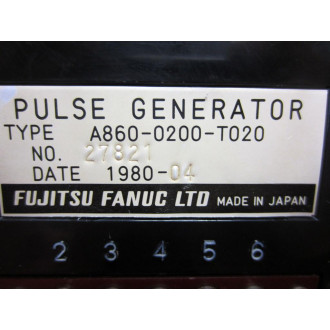 PULSE GENERATOR
TYPE A860-0200-T020
NO. 27821
DATE 1980-04
FUJITSU FANUC LTD MADE IN JAPAN
2 3 4 5 6